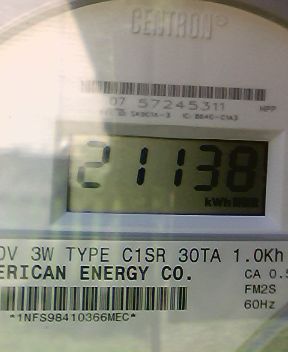 CENTRON®
07 57245311
HPP
21138
kWh
0V 3W TYPE C1SR 30TA 1.0Kh
ERICAN ENERGY CO.
CA 0.5
FM2S
60Hz
*1NFS98410366MEC*